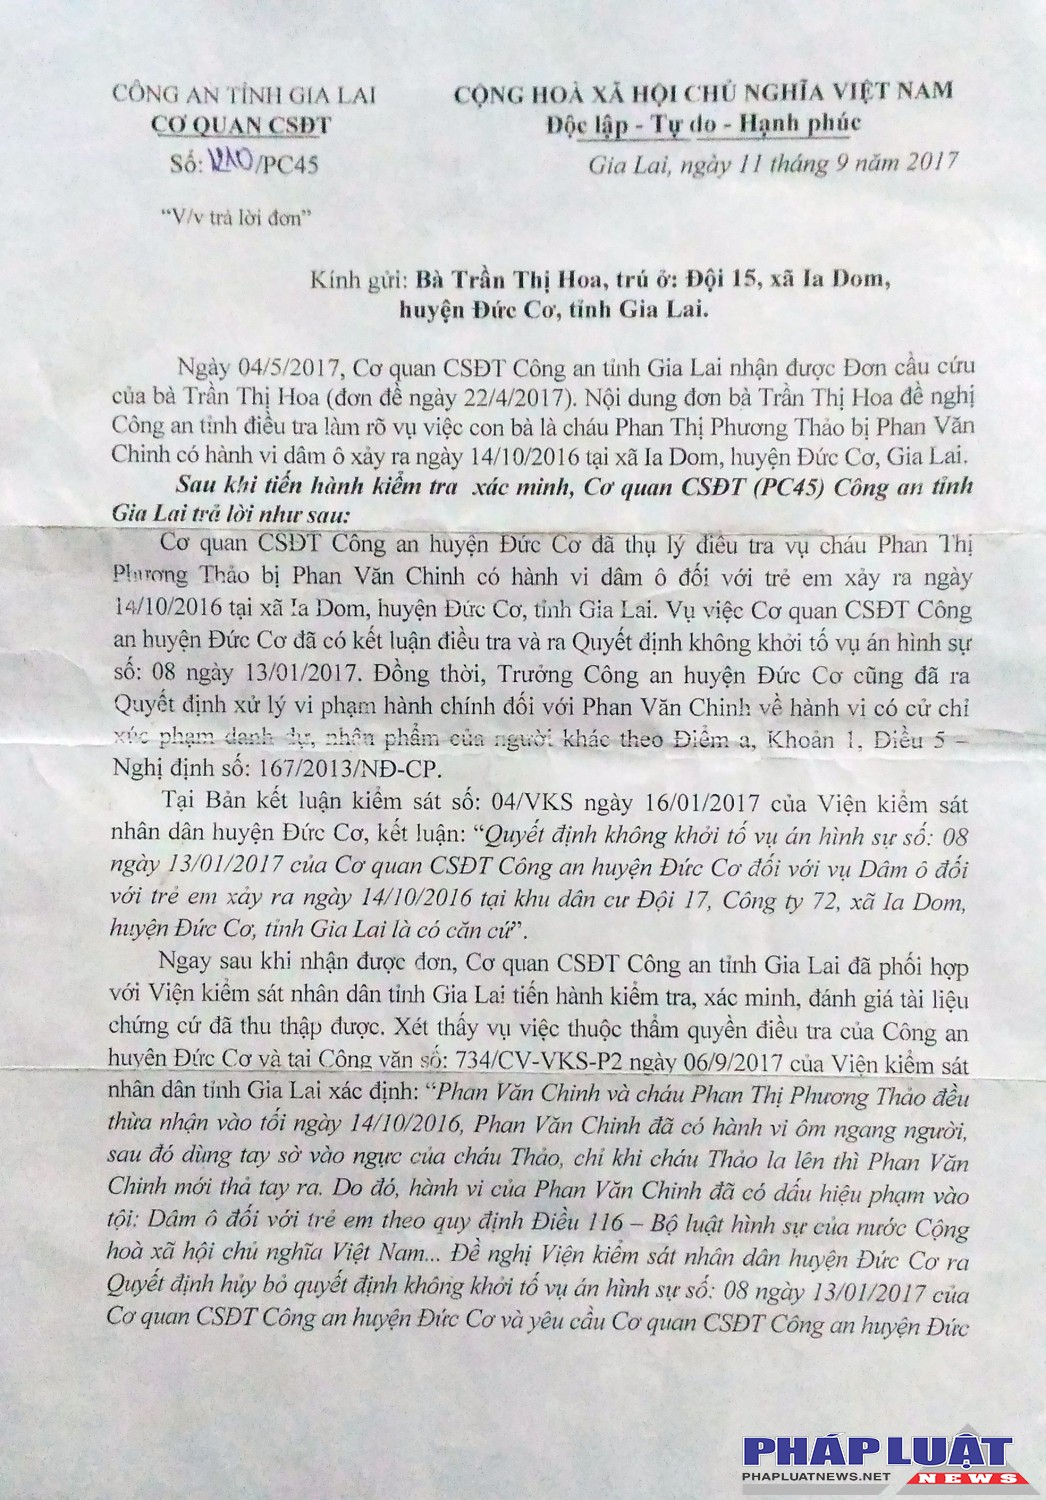 CÔNG AN TỈNH GIA LAI
CỘNG HOÀ XÃ HỘI CHỦ NGHĨA VIỆT NAM
CƠ QUAN CSĐT
Độc lập - Tự do - Hạnh phúc
Số: /PC45
Gia Lai, ngày 11 tháng 9 năm 2017
“V/v trả lời đơn”
Kính gửi: Bà Trần Thị Hoa, trú ở: Đội 15, xã Ia Dom,
huyện Đức Cơ, tỉnh Gia Lai.
Ngày 04/5/2017, Cơ quan CSĐT Công an tỉnh Gia Lai nhận được Đơn cầu cứu
của bà Trần Thị Hoa (đơn đề ngày 22/4/2017). Nội dung đơn bà Trần Thị Hoa đề nghị
Công an tỉnh điều tra làm rõ vụ việc con bà là cháu Phan Thị Phương Thảo bị Phan Văn
Chinh có hành vi dâm ô xảy ra ngày 14/10/2016 tại xã Ia Dom, huyện Đức Cơ, Gia Lai.
Sau khi tiến hành kiểm tra xác minh, Cơ quan CSĐT (PC45) Công an tỉnh
Gia Lai trả lời như sau:
Cơ quan CSĐT Công an huyện Đức Cơ đã thụ lý điều tra vụ cháu Phan Thị
Phương Thảo bị Phan Văn Chinh có hành vi dâm ô đối với trẻ em xảy ra ngày
14/10/2016 tại xã Ia Dom, huyện Đức Cơ, tỉnh Gia Lai. Vụ việc Cơ quan CSĐT Công
an huyện Đức Cơ đã có kết luận điều tra và ra Quyết định không khởi tố vụ án hình sự
số: 08 ngày 13/01/2017. Đồng thời, Trưởng Công an huyện Đức Cơ cũng đã ra
Quyết định xử lý vi phạm hành chính đối với Phan Văn Chinh về hành vi có cử chỉ
xúc phạm danh dự, nhân phẩm của người khác theo Điểm a, Khoản 1, Điều 5 –
Nghị định số: 167/2013/NĐ-CP.
Tại Bản kết luận kiểm sát số: 04/VKS ngày 16/01/2017 của Viện kiểm sát
nhân dân huyện Đức Cơ, kết luận: “Quyết định không khởi tố vụ án hình sự số: 08
ngày 13/01/2017 của Cơ quan CSĐT Công an huyện Đức Cơ đối với vụ Dâm ô đối
với trẻ em xảy ra ngày 14/10/2016 tại khu dân cư Đội 17, Công ty 72, xã Ia Dom,
huyện Đức Cơ, tỉnh Gia Lai là có căn cứ”.
Ngay sau khi nhận được đơn, Cơ quan CSĐT Công an tỉnh Gia Lai đã phối hợp
với Viện kiểm sát nhân dân tỉnh Gia Lai tiến hành kiểm tra, xác minh, đánh giá tài liệu
chứng cứ đã thu thập được. Xét thấy vụ việc thuộc thẩm quyền điều tra của Công an
huyện Đức Cơ và tại Công văn số: 734/CV-VKS-P2 ngày 06/9/2017 của Viện kiểm sát
nhân dân tỉnh Gia Lai xác định: “Phan Văn Chinh và cháu Phan Thị Phương Thảo đều
thừa nhận vào tối ngày 14/10/2016, Phan Văn Chinh đã có hành vi ôm ngang người,
sau đó dùng tay sờ vào ngực của cháu Thảo, chỉ khi cháu Thảo la lên thì Phan Văn
Chinh mới thả tay ra. Do đó, hành vi của Phan Văn Chinh đã có dấu hiệu phạm vào
tội: Dâm ô đối với trẻ em theo quy định Điều 116 – Bộ luật hình sự của nước Cộng
hoà xã hội chủ nghĩa Việt Nam... Đề nghị Viện kiểm sát nhân dân huyện Đức Cơ ra
Quyết định hủy bỏ quyết định không khởi tố vụ án hình sự số: 08 ngày 13/01/2017 của
Cơ quan CSĐT Công an huyện Đức Cơ và yêu cầu Cơ quan CSĐT Công an huyện Đức
PHÁP LUẬT
PHAPLUATNEWS.NET
NEWS